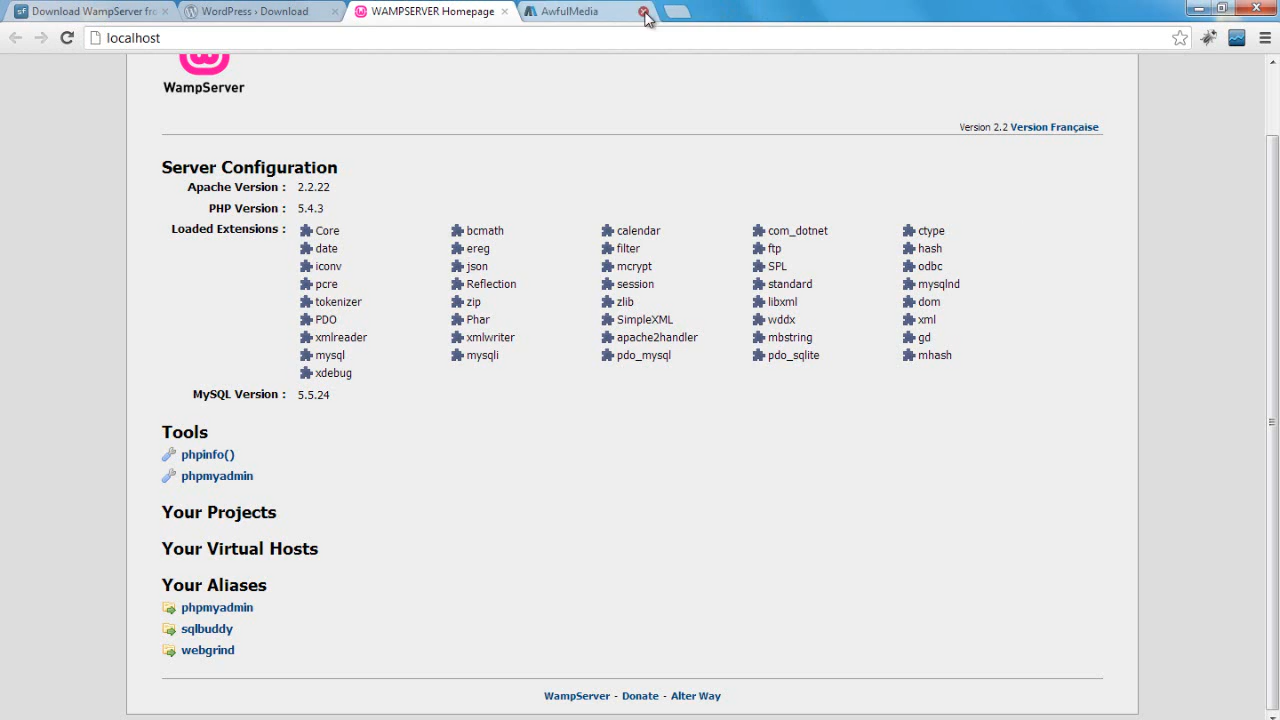 Download WampServer fro
WordPress › Download
WAMPSERVER Homepage
AwfulMedia
localhost
WampServer
Version 2.2 Version Française
Server Configuration
Apache Version : 2.2.22
PHP Version : 5.4.3
Loaded Extensions : Core bcmath calendar com_dotnet ctype
date ereg filter ftp hash
iconv json mcrypt SPL odbc
pcre Reflection session standard mysqlnd
tokenizer zip zlib libxml dom
PDO Phar SimpleXML wddx xml
xmlreader xmlwriter apache2handler mbstring gd
mysql mysqli pdo_mysql pdo_sqlite mhash
xdebug
MySQL Version : 5.5.24
Tools
phpinfo()
phpmyadmin
Your Projects
Your Virtual Hosts
Your Aliases
phpmyadmin
sqlbuddy
webgrind
WampServer - Donate - Alter Way